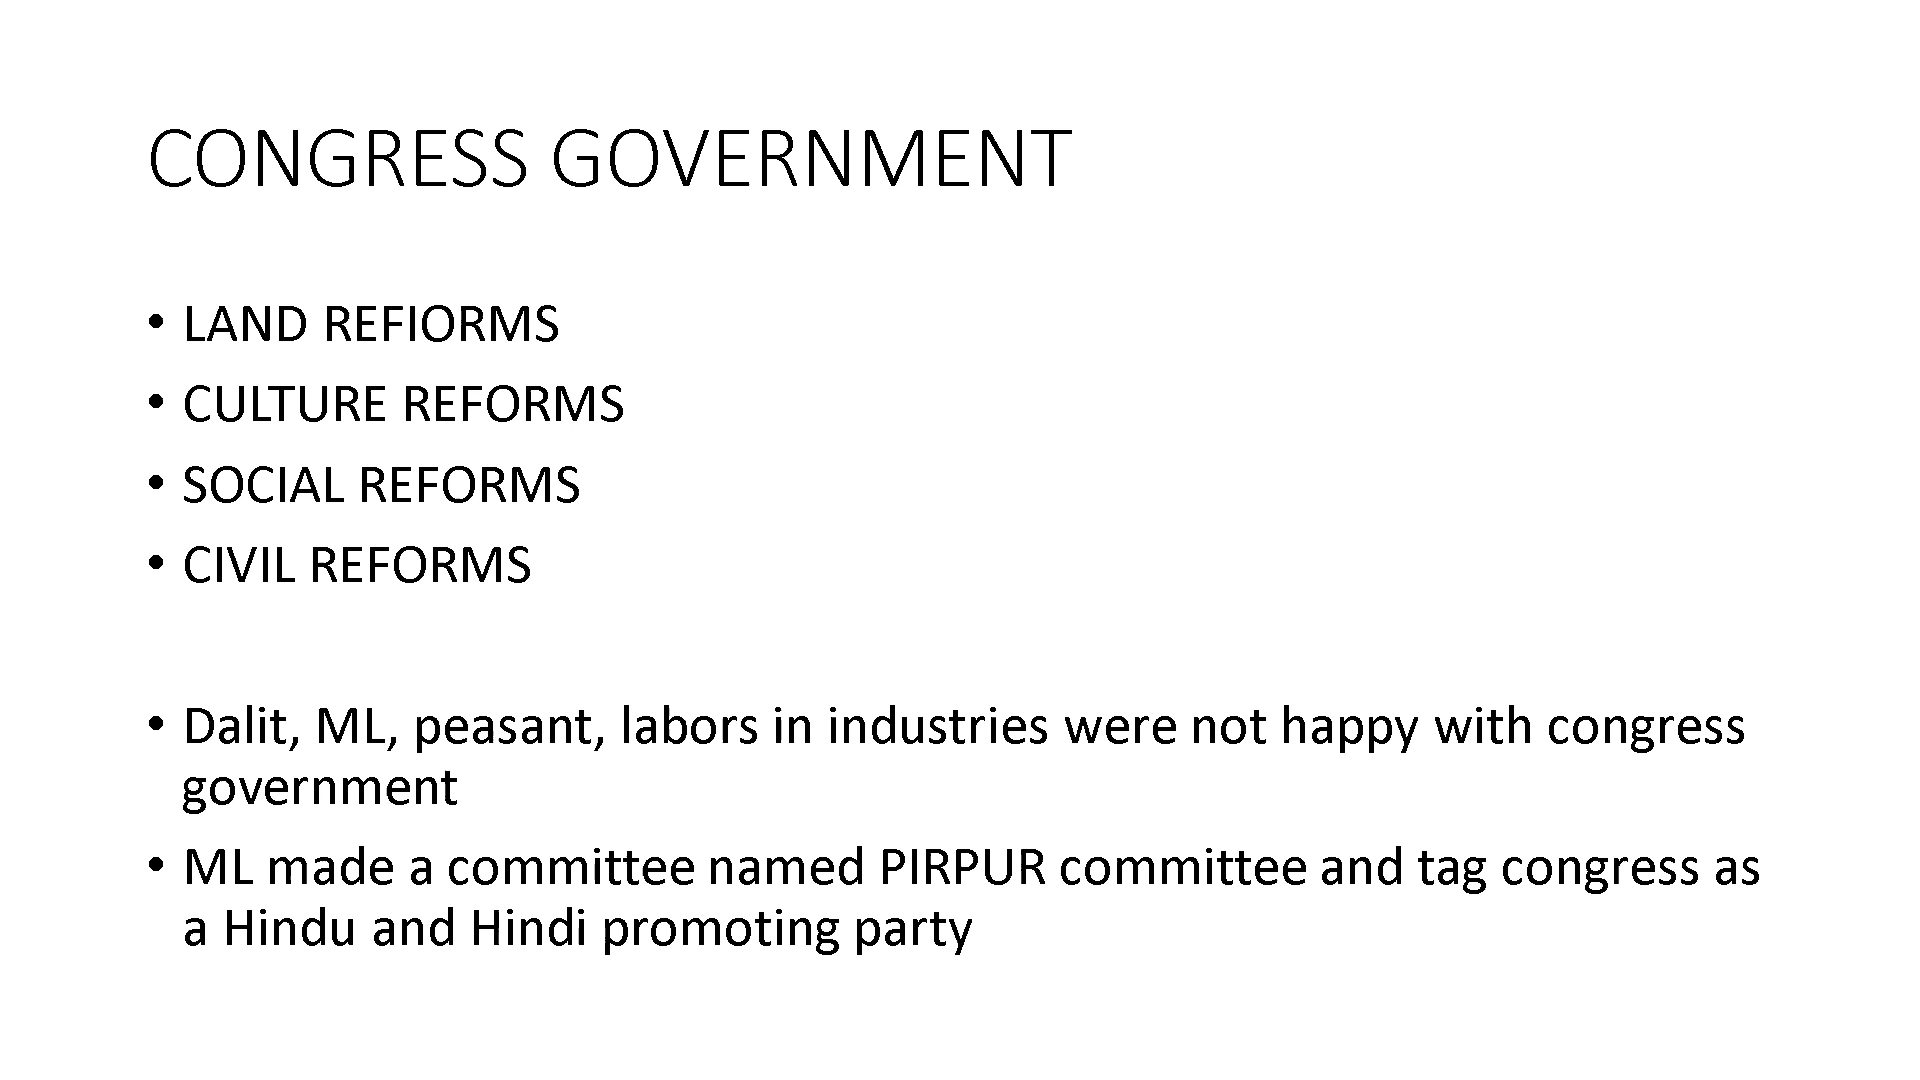 CONGRESS GOVERNMENT
• LAND REFIORMS
• CULTURE REFORMS
• SOCIAL REFORMS
• CIVIL REFORMS
• Dalit, ML, peasant, labors in industries were not happy with congress
government
• ML made a committee named PIRPUR committee and tag congress as
a Hindu and Hindi promoting party